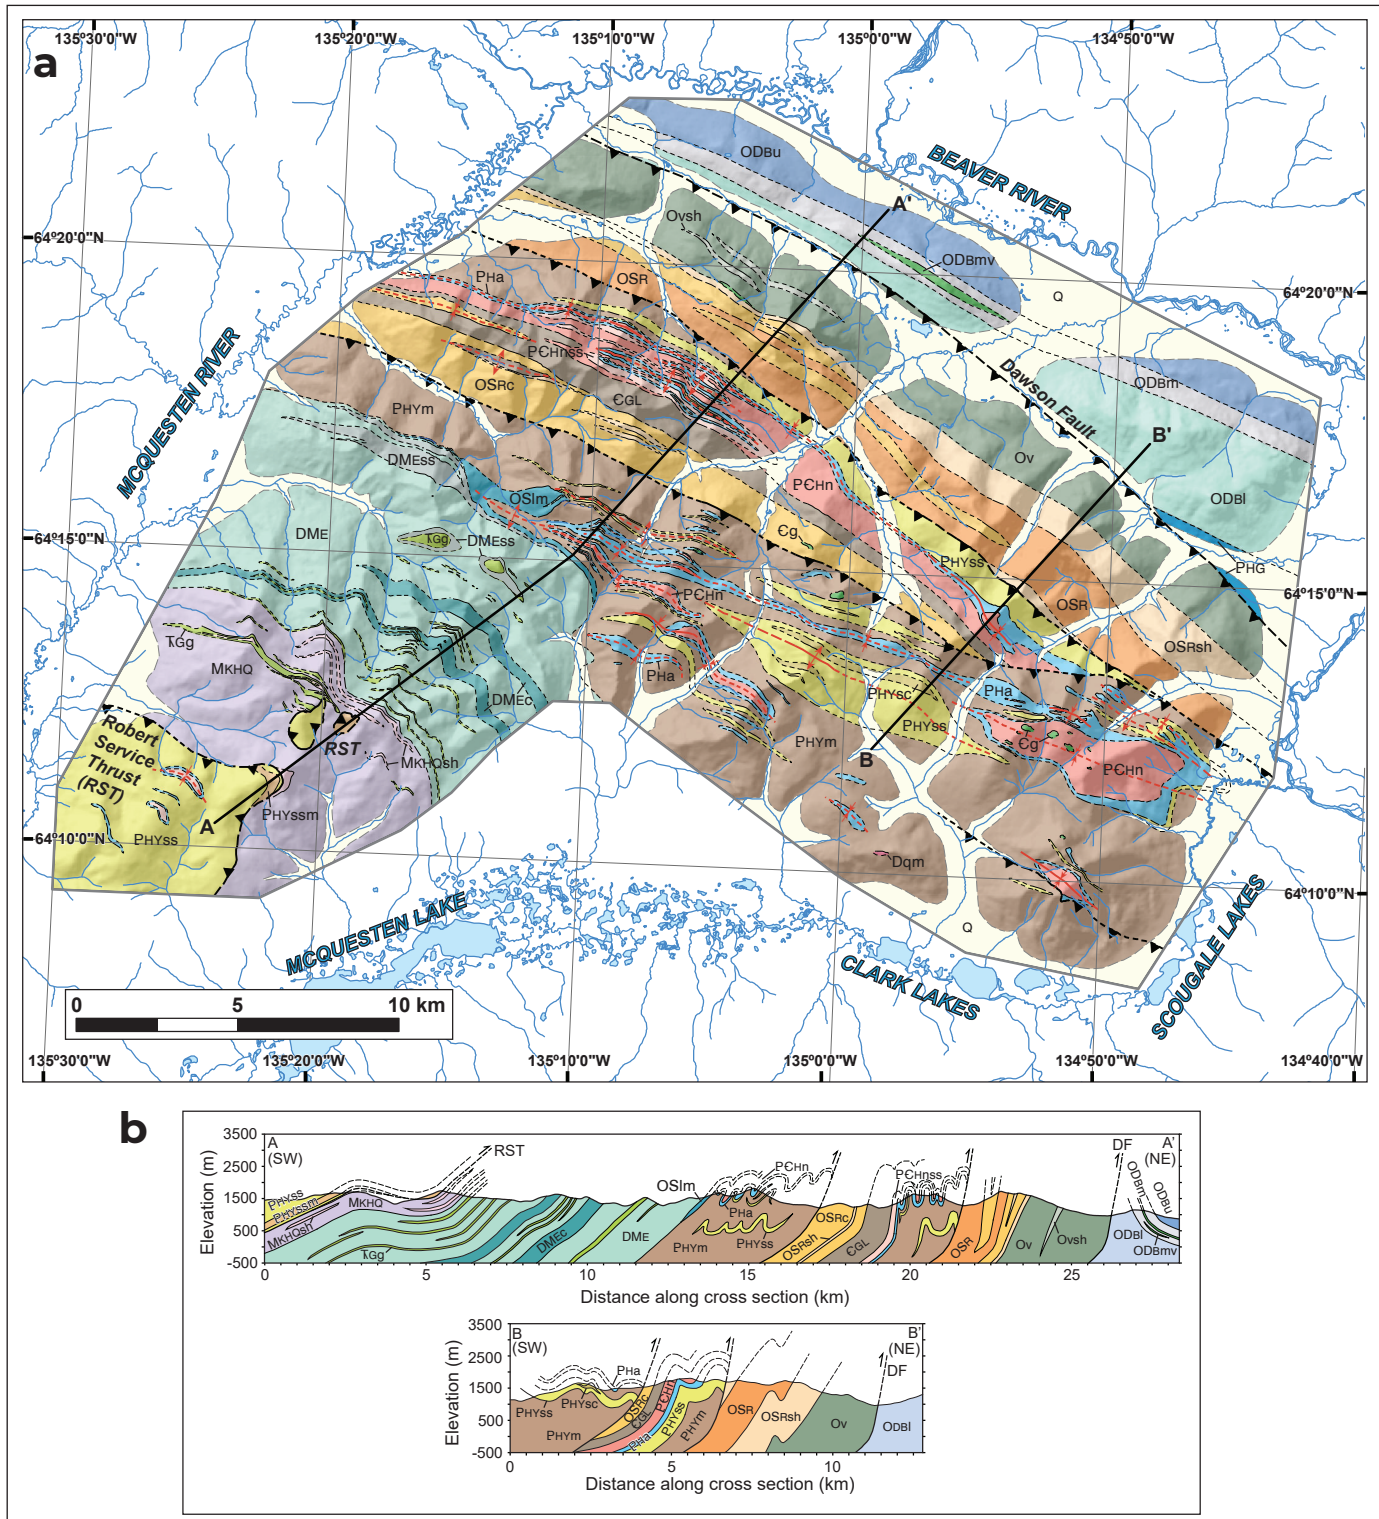 a
135°30'0"W
135°20'0"W
135°10'0"W
135°0'0"W
134°50'0"W
BEAVER RIVER
ODBu
A'
Ovsh
64°20'0"N
ODBmv
PHa
OSR
Q
64°20'0"N
MCQUESTEN RIVER
PЄHnss
Dawson Fault
ODBm
OSRc
ЄGL
PHYm
B'
Ov
DMEss
PЄHn
ODBl
OSlm
64°15'0"N
DME
TGg
DMEss
Єg
PHYss
PHG
PЄHn
OSR
64°15'0"N
TGg
OSRsh
MKHQ
PHa
PHa
PHYsc
DMEc
PHYss
Robert
Service
Thrust
(RST)
RST
PHYm
Єg
MKHQsh
B
PЄHn
PHYssm
A
64°10'0"N
PHYss
Dqm
64°10'0"N
MCQUESTEN LAKE
Q
CLARK LAKES
SCOUGALE LAKES
0 5 10 km
135°30'0"W
135°20'0"W
135°10'0"W
135°0'0"W
134°50'0"W
134°40'0"W
b
3500
2500
1500
500
-500
Elevation (m)
A
(SW)
RST
DF
A'
(NE)
PЄHn
PЄHnss
ODBm
ODBu
OSlm
PHYss
PHYssm
MKHQ
MKHQsh
TGg
DMEc
DME
PHa
PHYm
PHYss
OSRc
OSRsh
ЄGL
OSR
Ov
Ovsh
ODBl
ODBmv
0 5 10 15 20 25
Distance along cross section (km)
3500
2500
1500
500
-500
Elevation (m)
B
(SW)
B'
(NE)
DF
PHa
PHYss
PHYsc
PHYm
OSRc
ЄGL
PЄHn
PHa
PHYss
PHYm
OSR
OSRsh
Ov
ODBl
0 5 10
Distance along cross section (km)